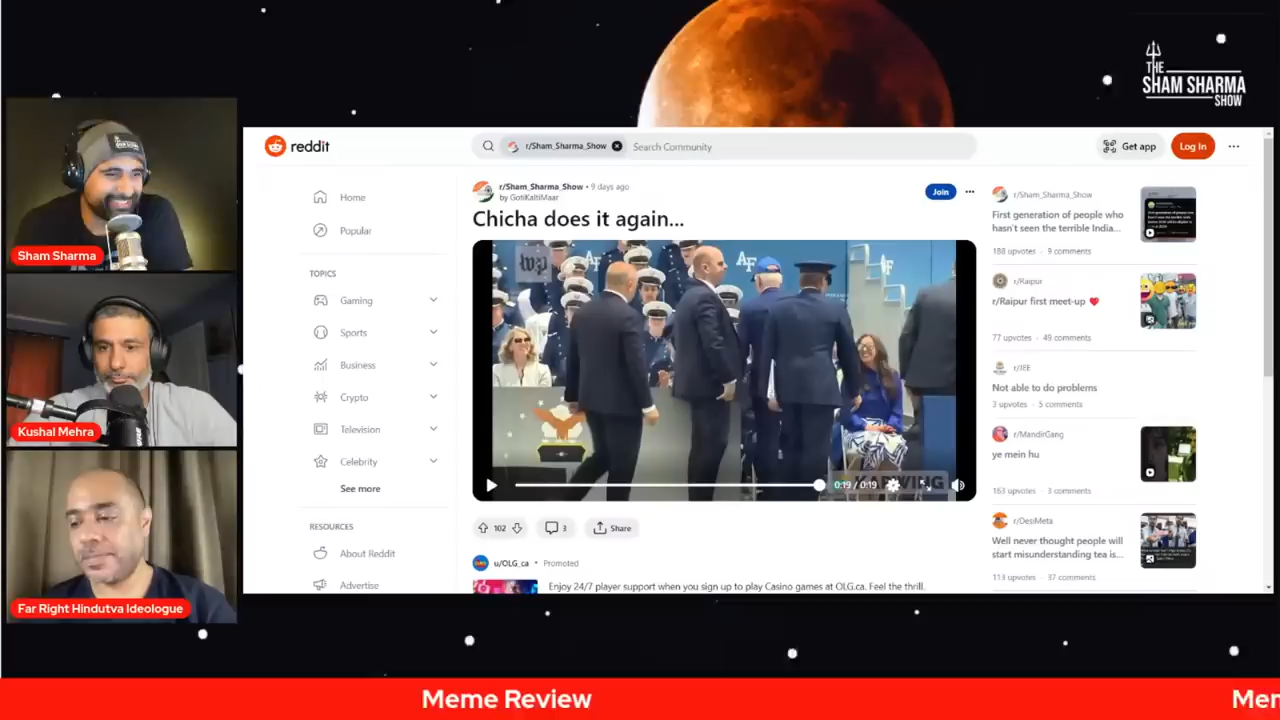 THE
SHAM SHARMA
SHOW
reddit
r/Sham_Sharma_Show
Search Community
Get app
Log In
r/Sham_Sharma_Show • 9 days ago
by GotiKaltiMaar
Join
Chicha does it again...
wp
AF
AF
0:19 / 0:19
102
3
Share
u/OLG_ca • Promoted
Enjoy 24/7 player support when you sign up to play Casino games at OLG.ca. Feel the thrill.
Home
Popular
TOPICS
Gaming
Sports
Business
Crypto
Television
Celebrity
See more
RESOURCES
About Reddit
Advertise
r/Sham_Sharma_Show
First generation of people who
hasn't seen the terrible India...
188 upvotes · 9 comments
r/Raipur
r/Raipur first meet-up ❤️
77 upvotes · 49 comments
r/JEE
Not able to do problems
3 upvotes · 5 comments
r/MandirGang
ye mein hu
163 upvotes · 3 comments
r/DesiMeta
Well never thought people will
start misunderstanding tea is...
113 upvotes · 37 comments
Sham Sharma
Kushal Mehra
Far Right Hindutva Ideologue
Meme Review
Mem